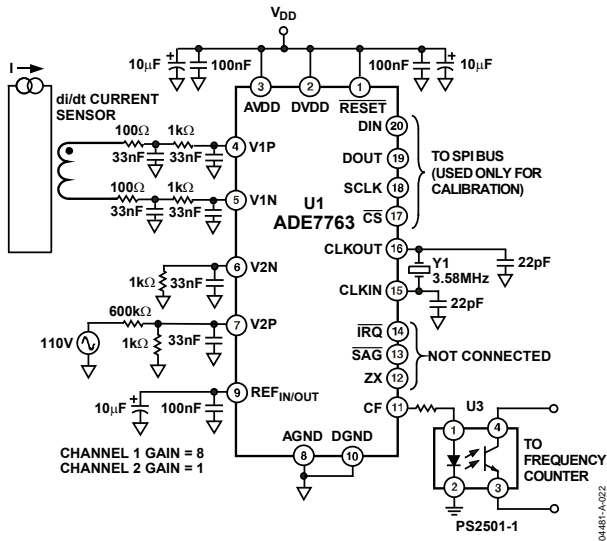 VDD
10µF
100nF
100nF
10µF
I
di/dt CURRENT
SENSOR
3
2
1
AVDD
DVDD
RESET
100Ω
1kΩ
33nF
33nF
4
V1P
100Ω
1kΩ
33nF
33nF
5
V1N
U1
ADE7763
DIN
20
DOUT
19
SCLK
18
CS
17
TO SPI BUS
(USED ONLY FOR
CALIBRATION)
CLKOUT
16
22pF
Y1
3.58MHz
CLKIN
15
22pF
6
V2N
1kΩ
33nF
600kΩ
7
V2P
110V
1kΩ
33nF
IRQ
14
SAG
13
ZX
12
NOT CONNECTED
9
REFIN/OUT
10µF
100nF
CF
11
U3
1
4
2
3
TO
FREQUENCY
COUNTER
PS2501-1
AGND
DGND
8
10
CHANNEL 1 GAIN = 8
CHANNEL 2 GAIN = 1
04481-A-022